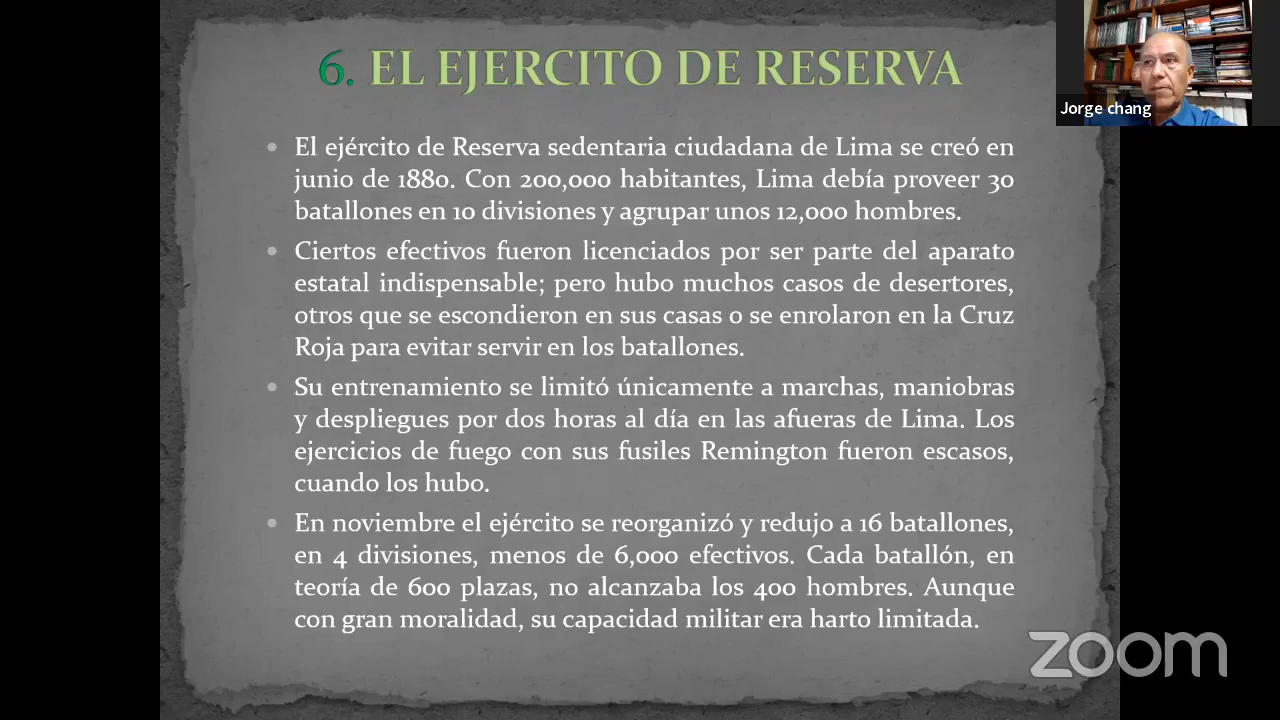 6. EL EJERCITO DE RESERVA
Jorge chang
El ejército de Reserva sedentaria ciudadana de Lima se creó en
junio de 1880. Con 200,000 habitantes, Lima debía proveer 30
batallones en 10 divisiones y agrupar unos 12,000 hombres.
Ciertos efectivos fueron licenciados por ser parte del aparato
estatal indispensable; pero hubo muchos casos de desertores,
otros que se escondieron en sus casas o se enrolaron en la Cruz
Roja para evitar servir en los batallones.
Su entrenamiento se limitó únicamente a marchas, maniobras
y despliegues por dos horas al día en las afueras de Lima. Los
ejercicios de fuego con sus fusiles Remington fueron escasos,
cuando los hubo.
En noviembre el ejército se reorganizó y redujo a 16 batallones,
en 4 divisiones, menos de 6,000 efectivos. Cada batallón, en
teoría de 600 plazas, no alcanzaba los 400 hombres. Aunque
con gran moralidad, su capacidad militar era harto limitada.
zoom